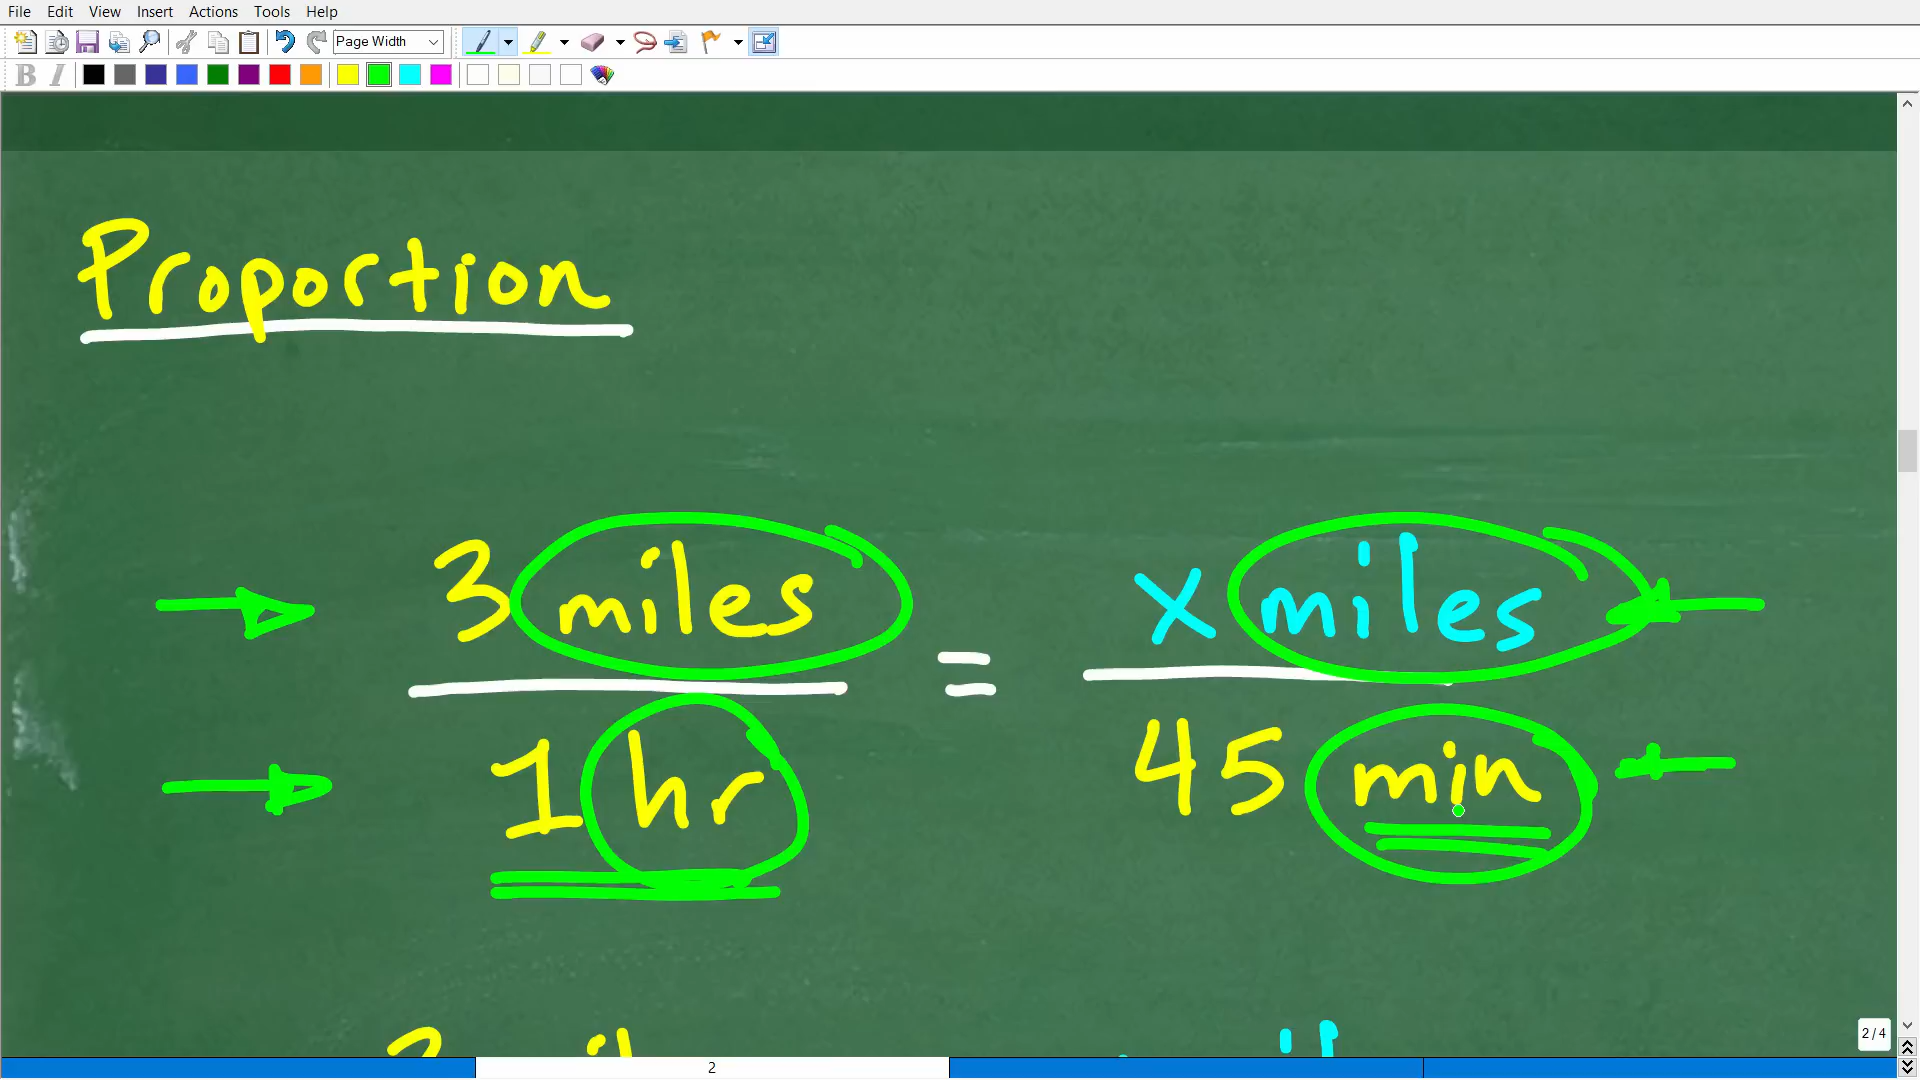 File Edit View Insert Actions Tools Help
Page Width
B I
Proportion
3 miles = x miles
1 hr 45 min
2 / 4
2